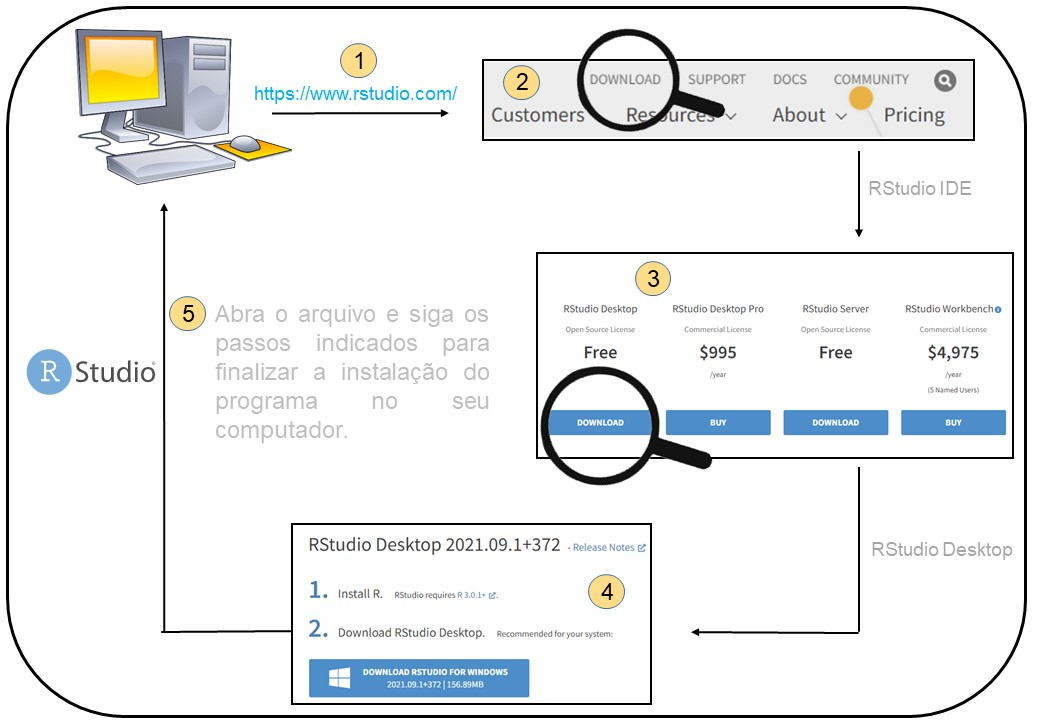 1
https://www.rstudio.com/
2
DOWNLOAD SUPPORT DOCS COMMUNITY
Customers Resources About Pricing
RStudio IDE
3
RStudio Desktop RStudio Desktop Pro RStudio Server RStudio Workbench
Open Source License Commercial License Open Source License Commercial License
Free $995 Free $4,975
/year /year
(5 Named Users)
DOWNLOAD BUY DOWNLOAD BUY
RStudio Desktop
4
RStudio Desktop 2021.09.1+372 - Release Notes
1. Install R. RStudio requires R 3.0.1+.
2. Download RStudio Desktop. Recommended for your system:
DOWNLOAD RSTUDIO FOR WINDOWS
2021.09.1+372 | 156.89MB
5
Abra o arquivo e siga os
passos indicados para
finalizar a instalação do
programa no seu
computador.
R Studio®